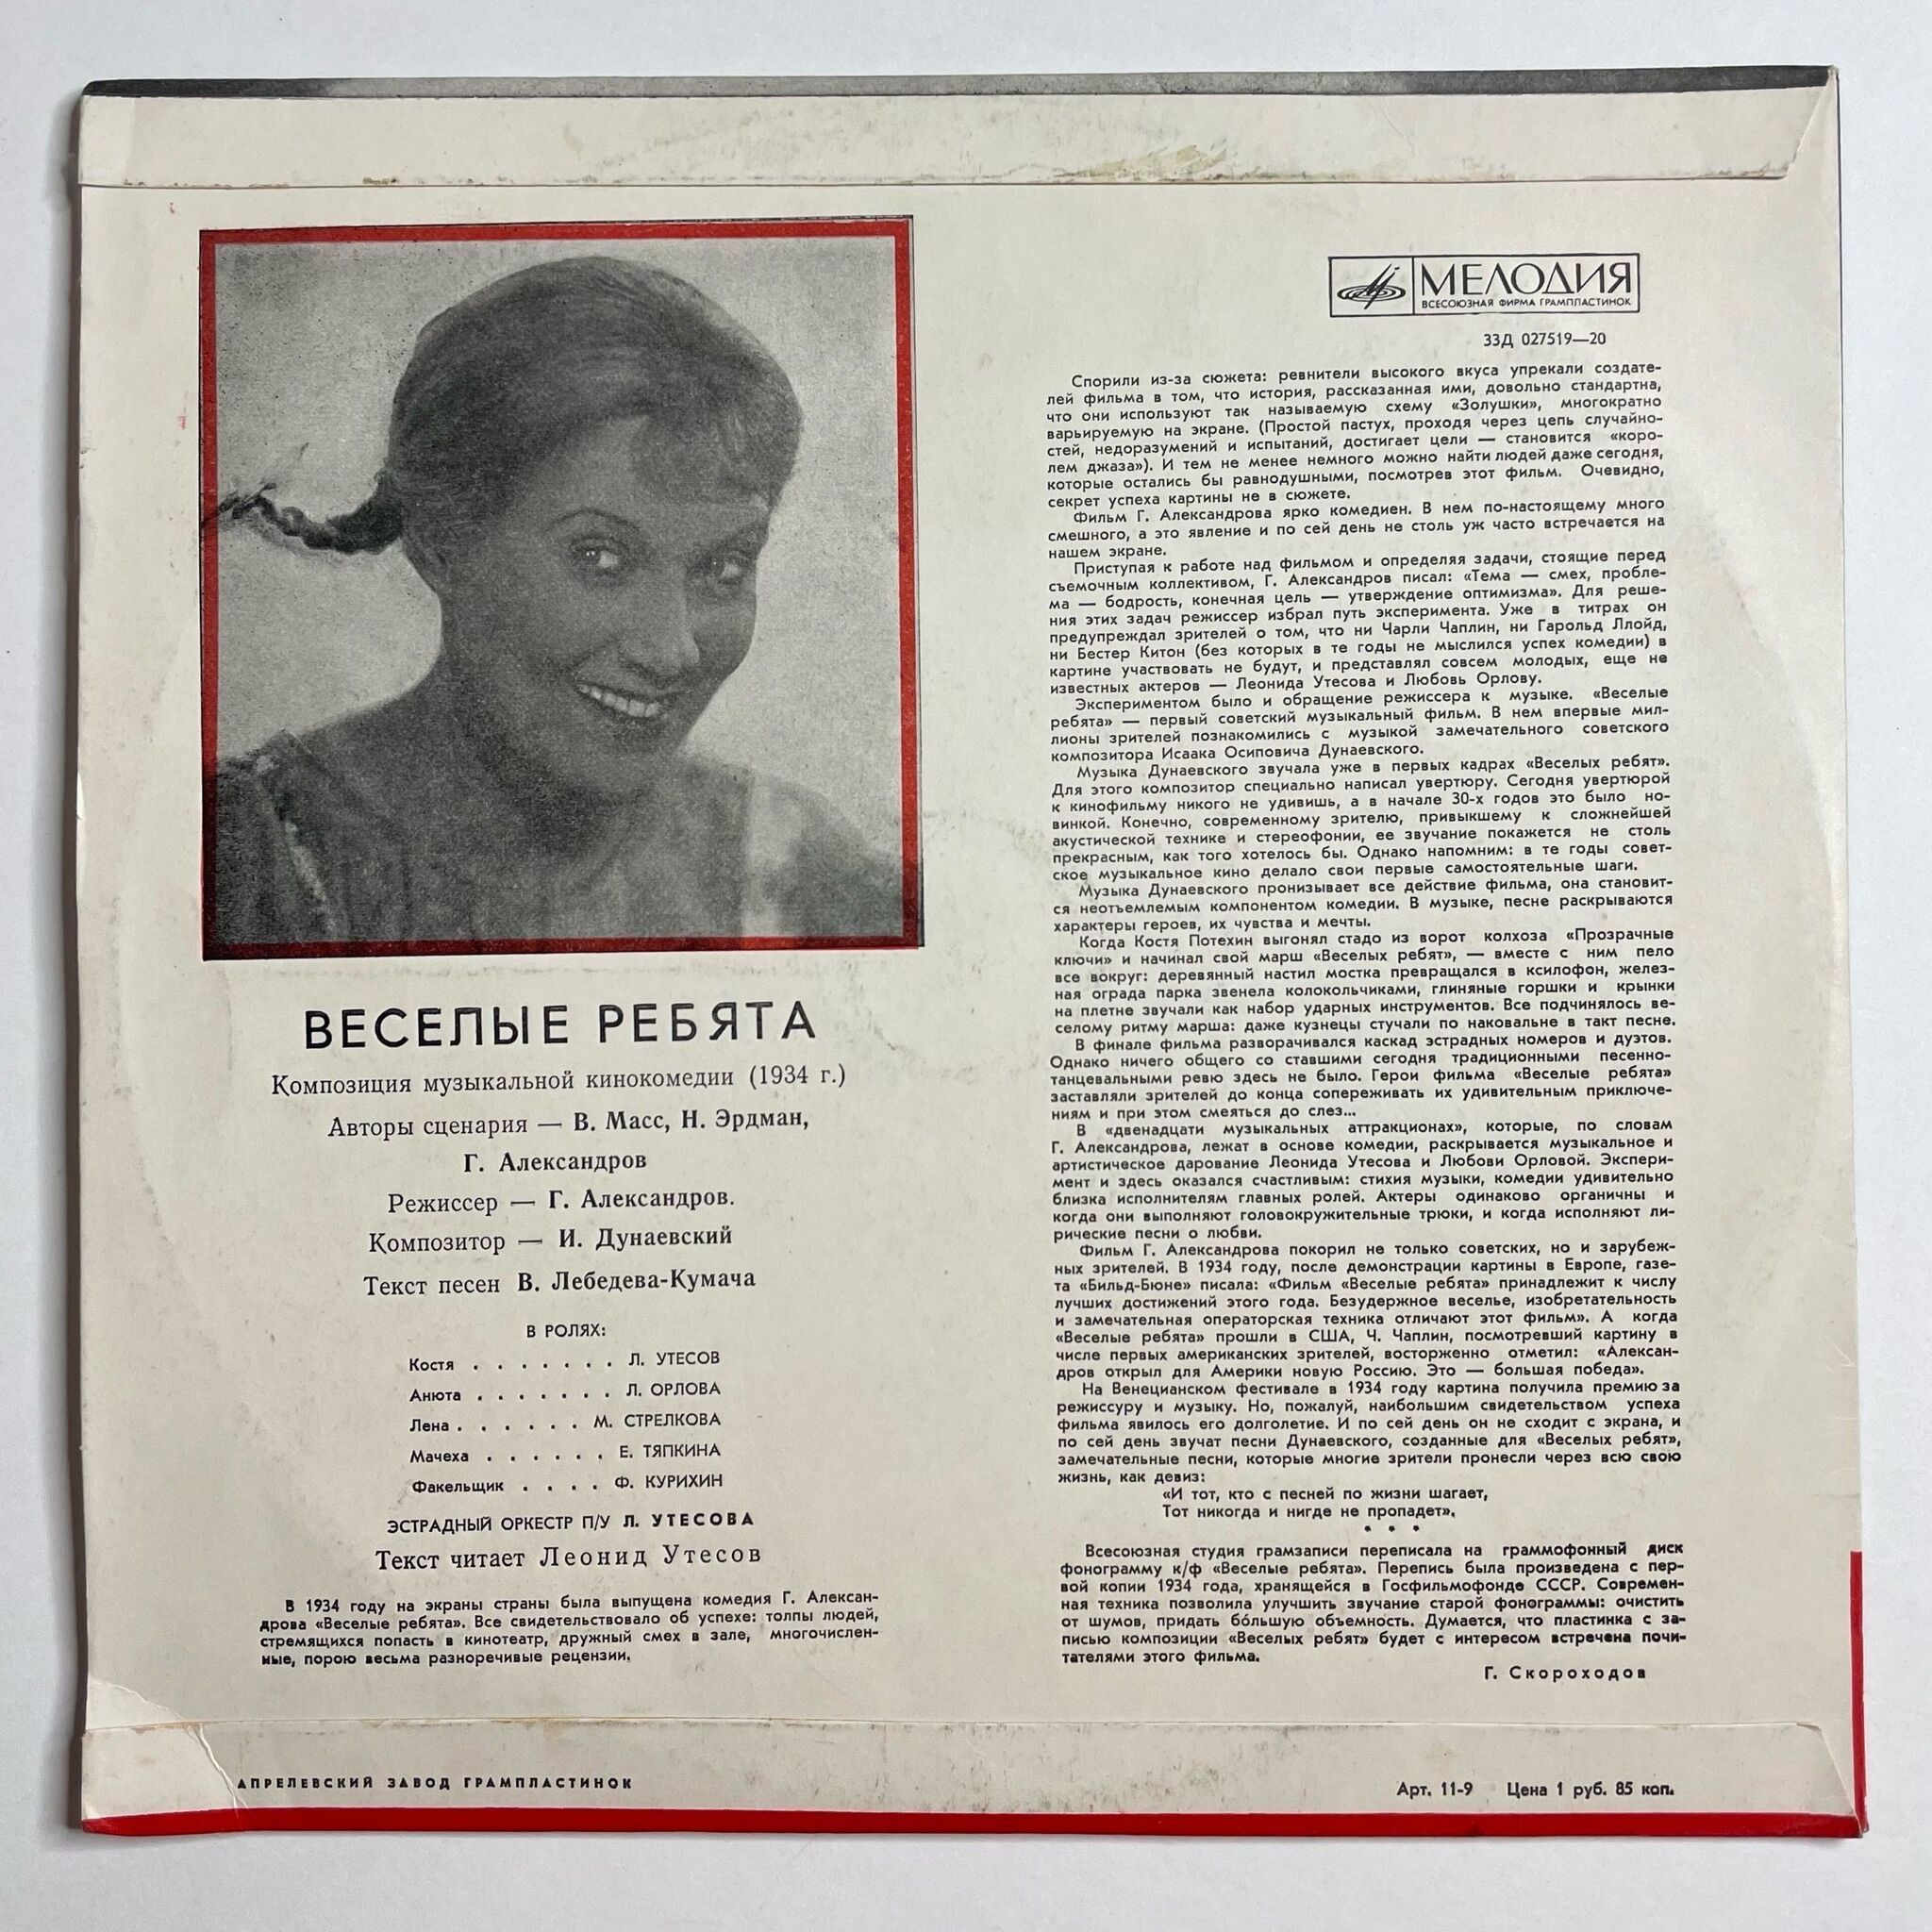 ВЕСЕЛЫЕ РЕБЯТА
Композиция музыкальной кинокомедии (1934 г.)
Авторы сценария — В. Масс, Н. Эрдман,
Г. Александров
Режиссер — Г. Александров.
Композитор — И. Дунаевский
Текст песен В. Лебедева-Кумача
В РОЛЯХ:
Костя . . . . . . . Л. УТЕСОВ
Анюта . . . . . . . Л. ОРЛОВА
Лена . . . . . . М. СТРЕЛКОВА
Мачеха . . . . . . Е. ТЯПКИНА
Факельщик . . . . Ф. КУРИХИН
ЭСТРАДНЫЙ ОРКЕСТР П/У Л. УТЕСОВА
Текст читает Леонид Утесов
В 1934 году на экраны страны была выпущена комедия Г. Алексан-
дрова «Веселые ребята». Все свидетельствовало об успехе: толпы людей,
стремящихся попасть в кинотеатр, дружный смех в зале, многочислен-
ные, порою весьма разноречивые рецензии.
МЕЛОДИЯ
ВСЕСОЮЗНАЯ ФИРМА ГРАМПЛАСТИНОК
33Д 027519—20
Спорили из-за сюжета: ревнители высокого вкуса упрекали создате-
лей фильма в том, что история, рассказанная ими, довольно стандартна,
что они используют так называемую схему «Золушки», многократно
варьируемую на экране. (Простой пастух, проходя через цепь случайно-
стей, недоразумений и испытаний, достигает цели — становится «коро-
лем джаза»). И тем не менее немного можно найти людей даже сегодня,
которые остались бы равнодушными, посмотрев этот фильм. Очевидно,
секрет успеха картины не в сюжете.
Фильм Г. Александрова ярко комедиен. В нем по-настоящему много
смешного, а это явление и по сей день не столь уж часто встречается на
нашем экране.
Приступая к работе над фильмом и определяя задачи, стоящие перед
съемочным коллективом, Г. Александров писал: «Тема — смех, пробле-
ма — бодрость, конечная цель — утверждение оптимизма». Для реше-
ния этих задач режиссер избрал путь эксперимента. Уже в титрах он
предупреждал зрителей о том, что ни Чарли Чаплин, ни Гарольд Ллойд,
ни Бестер Китон (без которых в те годы не мыслился успех комедии) в
картине участвовать не будут, и представлял совсем молодых, еще не
известных актеров — Леонида Утесова и Любовь Орлову.
Экспериментом было и обращение режиссера к музыке. «Веселые
ребята» — первый советский музыкальный фильм. В нем впервые мил-
лионы зрителей познакомились с музыкой замечательного советского
композитора Исаака Осиповича Дунаевского.
Музыка Дунаевского звучала уже в первых кадрах «Веселых ребят».
Для этого композитор специально написал увертюру. Сегодня увертюрой
к кинофильму никого не удивишь, а в начале 30-х годов это было но-
винкой. Конечно, современному зрителю, привыкшему к сложнейшей
акустической технике и стереофонии, ее звучание покажется не столь
прекрасным, как того хотелось бы. Однако напомним: в те годы совет-
ское музыкальное кино делало свои первые самостоятельные шаги.
Музыка Дунаевского пронизывает все действие фильма, она становит-
ся неотъемлемым компонентом комедии. В музыке, песне раскрываются
характеры героев, их чувства и мечты.
Когда Костя Потехин выгонял стадо из ворот колхоза «Прозрачные
ключи» и начинал свой марш «Веселых ребят», — вместе с ним пело
все вокруг: деревянный настил мостка превращался в ксилофон, желез-
ная ограда парка звенела колокольчиками, глиняные горшки и крынки
на плетне звучали как набор ударных инструментов. Все подчинялось ве-
селому ритму марша: даже кузнецы стучали по наковальне в такт песне.
В финале фильма разворачивался каскад эстрадных номеров и дуэтов.
Однако ничего общего со ставшими сегодня традиционными песенно-
танцевальными ревю здесь не было. Герои фильма «Веселые ребята»
заставляли зрителей до конца сопереживать их удивительным приключе-
ниям и при этом смеяться до слез...
В «двенадцати музыкальных аттракционах», которые, по словам
Г. Александрова, лежат в основе комедии, раскрывается музыкальное и
артистическое дарование Леонида Утесова и Любови Орловой. Экспери-
мент и здесь оказался счастливым: стихия музыки, комедии удивительно
близка исполнителям главных ролей. Актеры одинаково органичны и
когда они выполняют головокружительные трюки, и когда исполняют ли-
рические песни о любви.
Фильм Г. Александрова покорил не только советских, но и зарубеж-
ных зрителей. В 1934 году, после демонстрации картины в Европе, газе-
та «Бильд-Бюне» писала: «Фильм «Веселые ребята» принадлежит к числу
лучших достижений этого года. Безудержное веселье, изобретательность
и замечательная операторская техника отличают этот фильм». А когда
«Веселые ребята» прошли в США, Ч. Чаплин, посмотревший картину в
числе первых американских зрителей, восторженно отметил: «Алексан-
дров открыл для Америки новую Россию. Это — большая победа».
На Венецианском фестивале в 1934 году картина получила премию за
режиссуру и музыку. Но, пожалуй, наибольшим свидетельством успеха
фильма явилось его долголетие. И по сей день он не сходит с экрана, и
по сей день звучат песни Дунаевского, созданные для «Веселых ребят»,
замечательные песни, которые многие зрители пронесли через всю свою
жизнь, как девиз:
«И тот, кто с песней по жизни шагает,
Тот никогда и нигде не пропадет».
* * *
Всесоюзная студия грамзаписи переписала на граммофонный диск
фонограмму к/ф «Веселые ребята». Перепись была произведена с пер-
вой копии 1934 года, хранящейся в Госфильмофонде СССР. Современ-
ная техника позволила улучшить звучание старой фонограммы: очистить
от шумов, придать бо́льшую объемность. Думается, что пластинка с за-
писью композиции «Веселых ребят» будет с интересом встречена почи-
тателями этого фильма.
Г. Скороходов
АПРЕЛЕВСКИЙ ЗАВОД ГРАМПЛАСТИНОК
Арт. 11-9 Цена 1 руб. 85 коп.